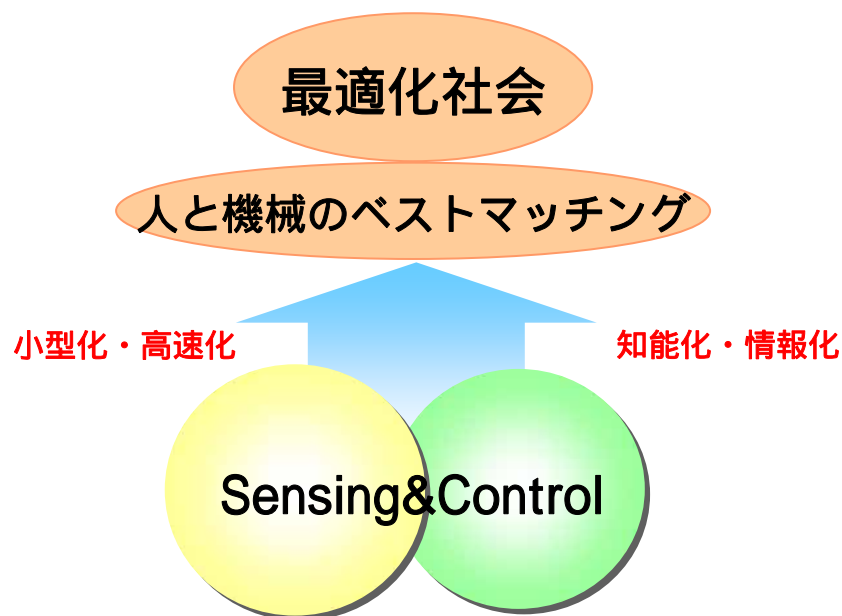 最適化社会
人と機械のベストマッチング
小型化・高速化
知能化・情報化
Sensing&Control